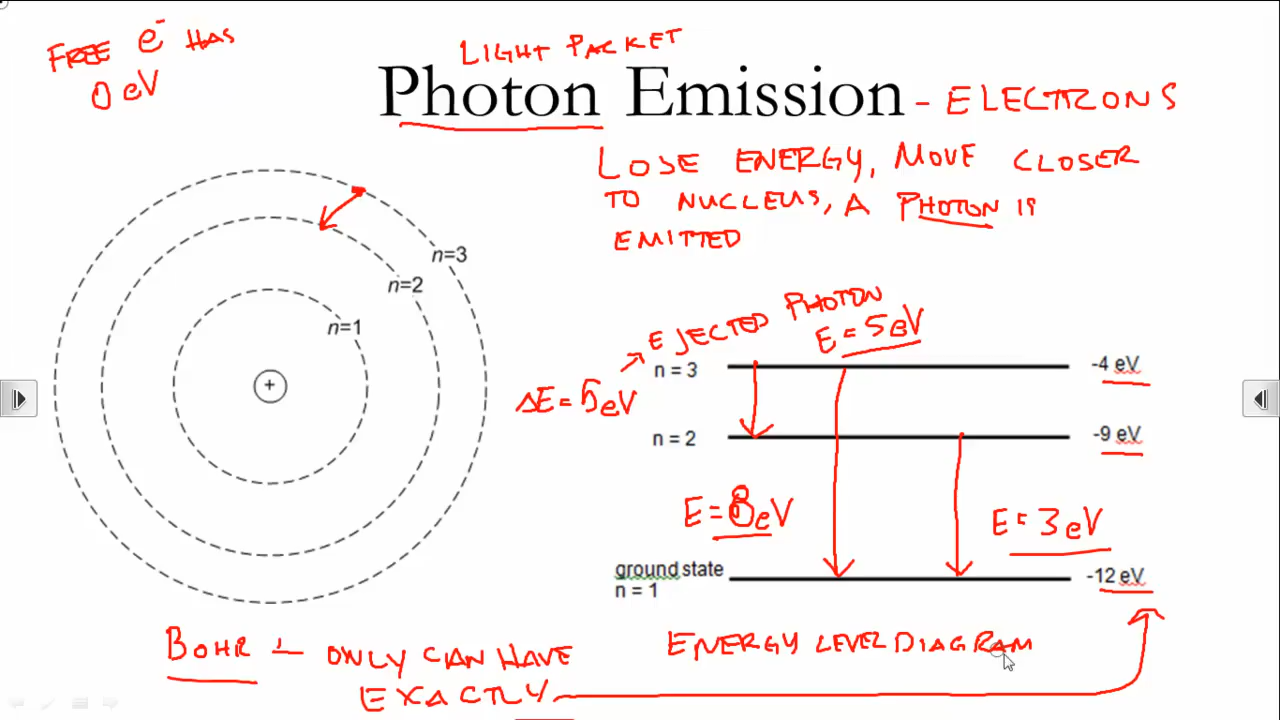 FREE e⁻ HAS
0 eV
LIGHT PACKET
Photon Emission - ELECTRONS
LOSE ENERGY, MOVE CLOSER
TO NUCLEUS, A PHOTON IS
EMITTED
n=3
n=2
n=1
+
EJECTED PHOTON
E = 5eV
ΔE = 5eV
n = 3
-4 eV
n = 2
-9 eV
E = 8eV
E = 3 eV
ground state
n = 1
-12 eV
BOHR - ONLY CAN HAVE
EXACTLY
ENERGY LEVEL DIAGRAM